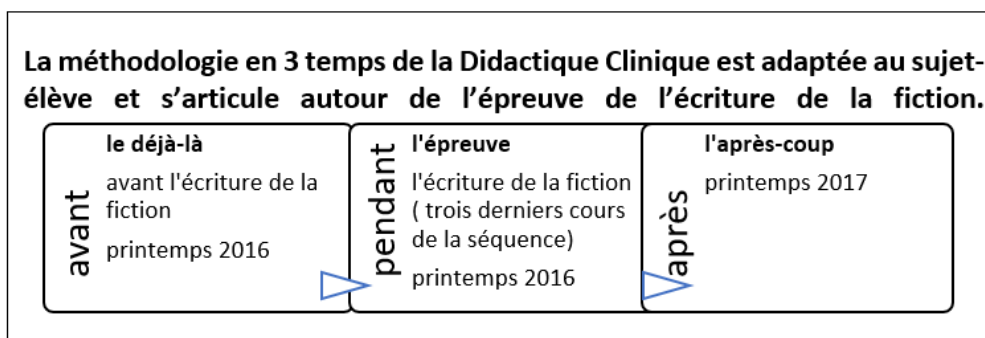 La méthodologie en 3 temps de la Didactique Clinique est adaptée au sujet-
élève et s’articule autour de l’épreuve de l’écriture de la fiction.
avant
le déjà-là
avant l'écriture de la
fiction
printemps 2016
pendant
l'épreuve
l'écriture de la fiction
( trois derniers cours
de la séquence)
printemps 2016
après
l'après-coup
printemps 2017